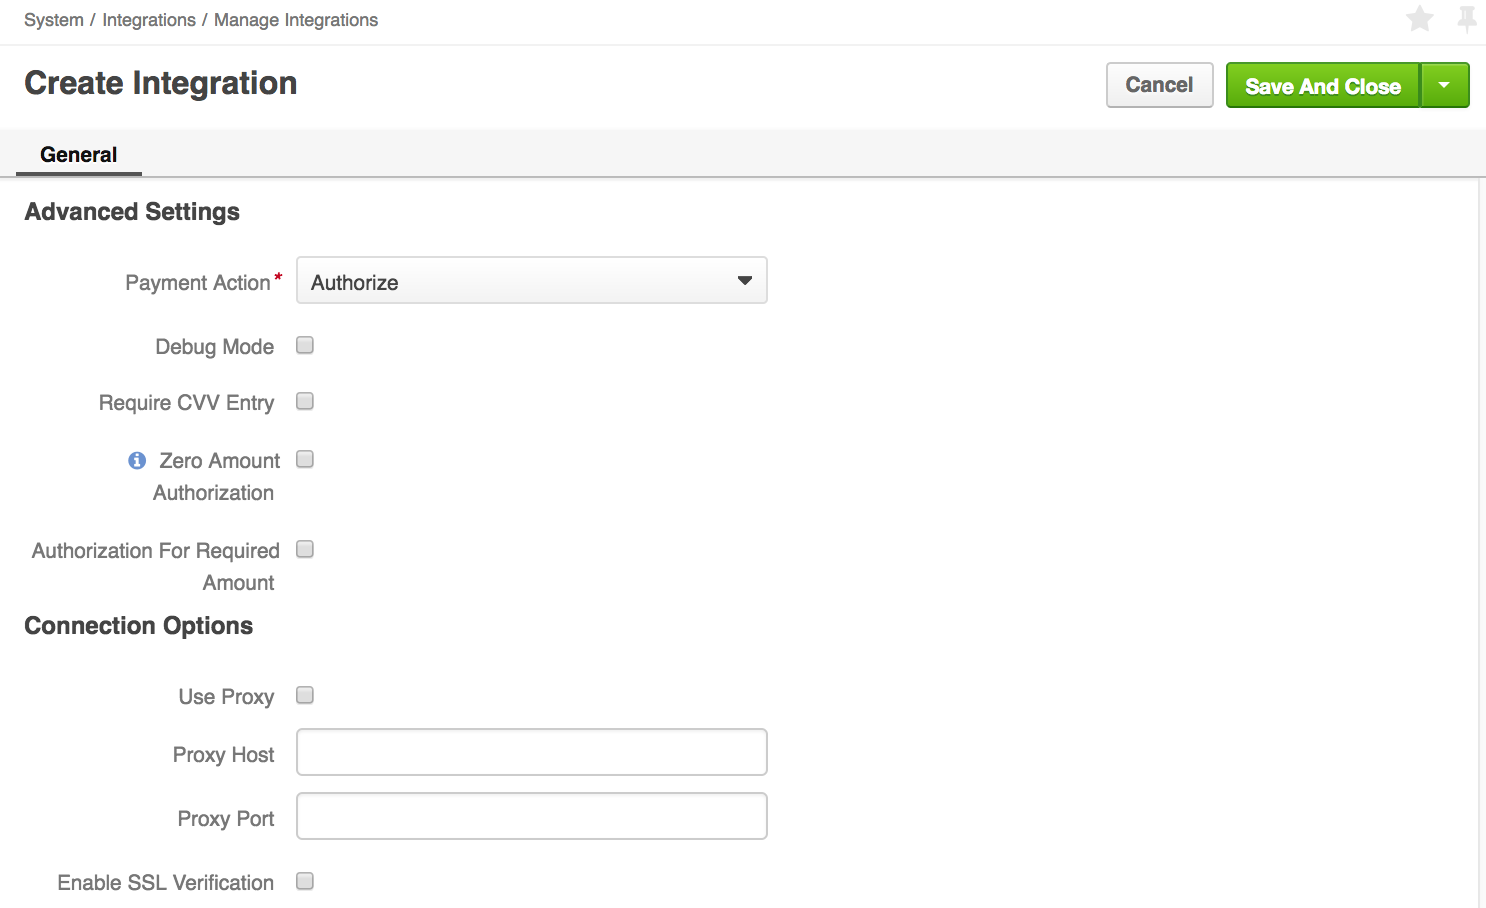 System / Integrations / Manage Integrations
Create Integration
Cancel
Save And Close
General
Advanced Settings
Payment Action*
Authorize
Debug Mode
Require CVV Entry
Zero Amount
Authorization
Authorization For Required
Amount
Connection Options
Use Proxy
Proxy Host
Proxy Port
Enable SSL Verification